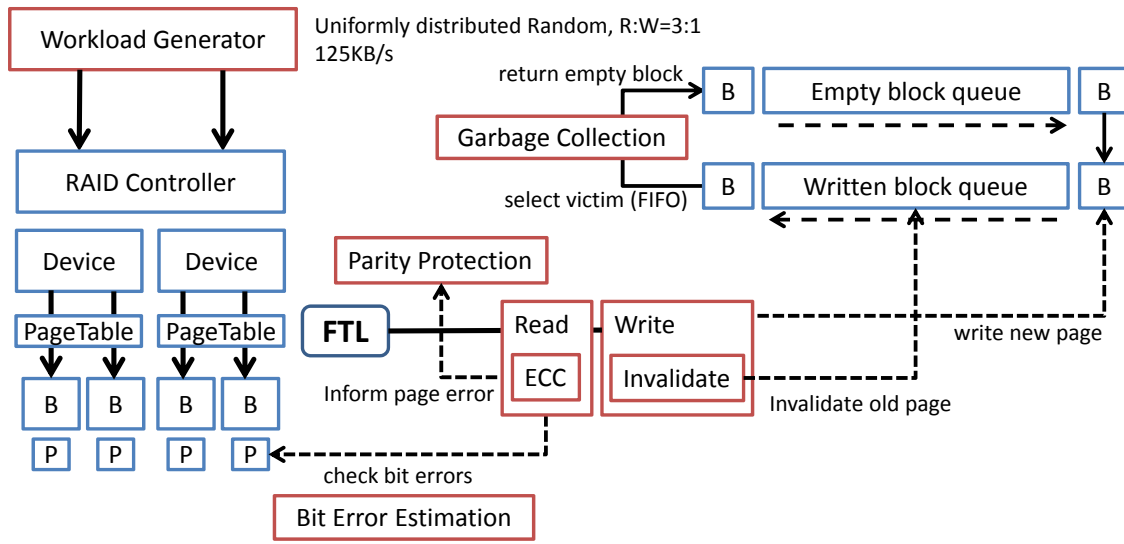 Workload Generator
Uniformly distributed Random, R:W=3:1
125KB/s
return empty block
B
Empty block queue
B
Garbage Collection
RAID Controller
select victim (FIFO)
B
Written block queue
B
Device
Device
Parity Protection
PageTable
PageTable
FTL
Read
Write
write new page
ECC
Invalidate
Inform page error
Invalidate old page
B
B
B
B
P
P
P
P
check bit errors
Bit Error Estimation